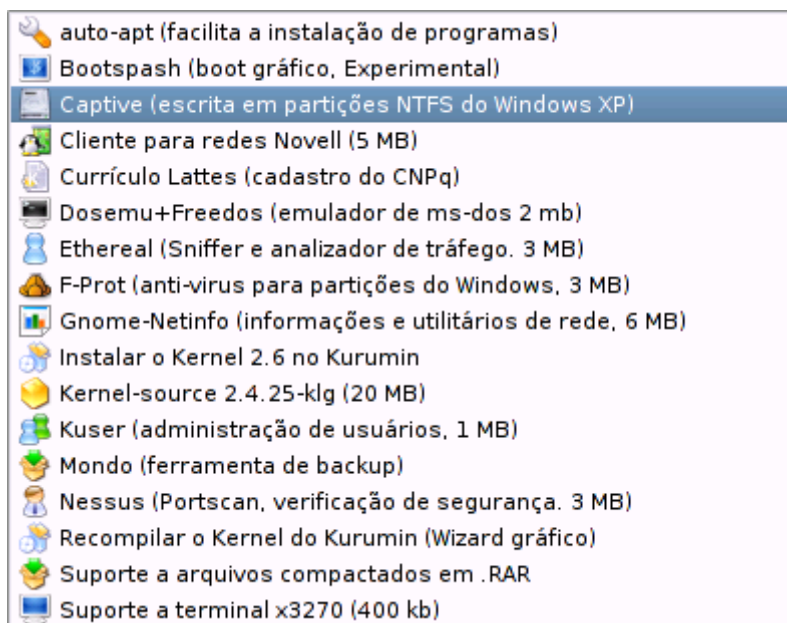 auto-apt (facilita a instalação de programas)
Bootspash (boot gráfico, Experimental)
Captive (escrita em partições NTFS do Windows XP)
Cliente para redes Novell (5 MB)
Currículo Lattes (cadastro do CNPq)
Dosemu+Freedos (emulador de ms-dos 2 mb)
Ethereal (Sniffer e analizador de tráfego. 3 MB)
F-Prot (anti-virus para partições do Windows, 3 MB)
Gnome-Netinfo (informações e utilitários de rede, 6 MB)
Instalar o Kernel 2.6 no Kurumin
Kernel-source 2.4.25-klg (20 MB)
Kuser (administração de usuários, 1 MB)
Mondo (ferramenta de backup)
Nessus (Portscan, verificação de segurança. 3 MB)
Recompilar o Kernel do Kurumin (Wizard gráfico)
Suporte a arquivos compactados em .RAR
Suporte a terminal x3270 (400 kb)